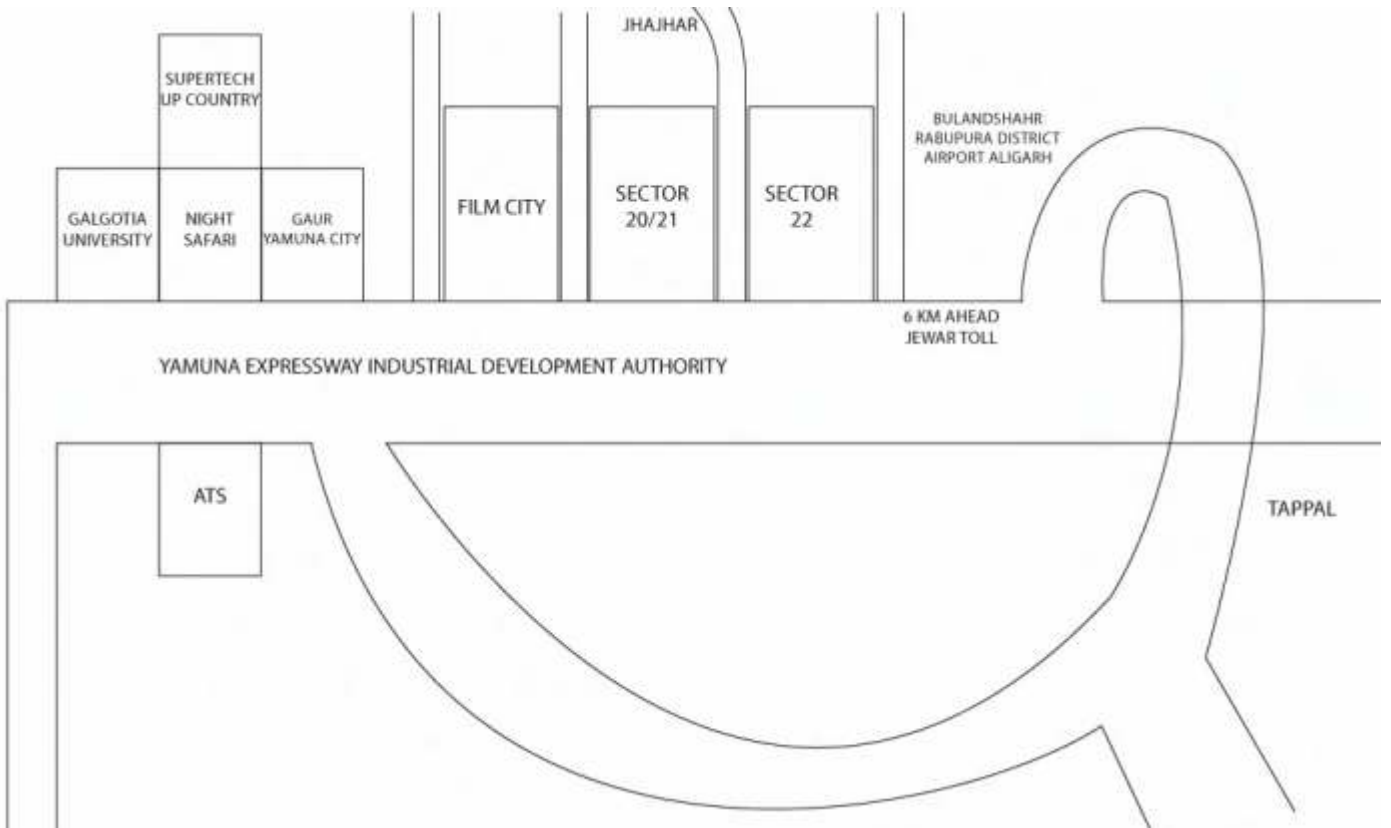 JHAJHAR
SUPERTECH
UP COUNTRY
BULANDSHAHR
RABUPURA DISTRICT
AIRPORT ALIGARH
GALGOTIA
UNIVERSITY
NIGHT
SAFARI
GAUR
YAMUNA CITY
FILM CITY
SECTOR
20/21
SECTOR
22
6 KM AHEAD
JEWAR TOLL
YAMUNA EXPRESSWAY INDUSTRIAL DEVELOPMENT AUTHORITY
ATS
TAPPAL